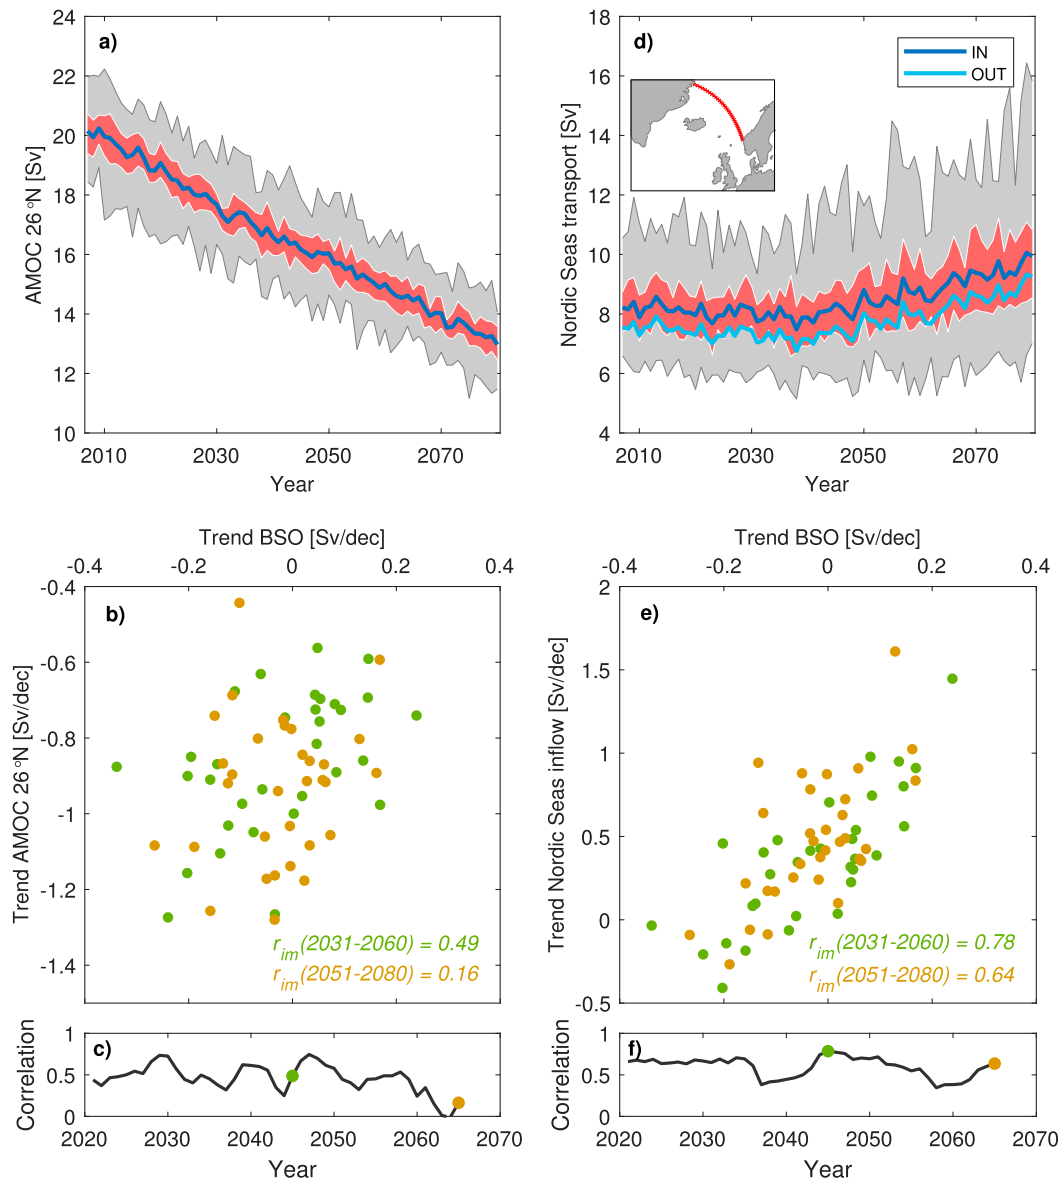 a)
24
22
20
18
16
14
12
10
AMOC 26°N [Sv]
2010
2030
2050
2070
Year
d)
IN
OUT
18
16
14
12
10
8
6
4
Nordic Seas transport [Sv]
2010
2030
2050
2070
Year
Trend BSO [Sv/dec]
-0.4
-0.2
0
0.2
0.4
b)
-0.4
-0.6
-0.8
-1
-1.2
-1.4
Trend AMOC 26°N [Sv/dec]
r_im(2031-2060) = 0.49
r_im(2051-2080) = 0.16
Trend BSO [Sv/dec]
-0.4
-0.2
0
0.2
0.4
e)
2
1.5
1
0.5
0
-0.5
Trend Nordic Seas inflow [Sv/dec]
r_im(2031-2060) = 0.78
r_im(2051-2080) = 0.64
c)
1
0.5
0
Correlation
2020
2030
2040
2050
2060
2070
Year
f)
1
0.5
0
Correlation
2020
2030
2040
2050
2060
2070
Year